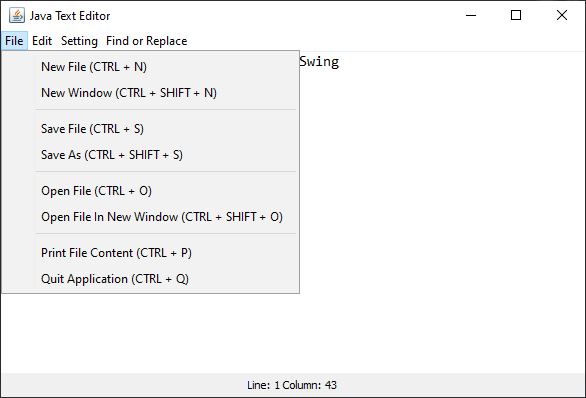 Java Text Editor
File Edit Setting Find or Replace
Swing
New File (CTRL + N)
New Window (CTRL + SHIFT + N)
Save File (CTRL + S)
Save As (CTRL + SHIFT + S)
Open File (CTRL + O)
Open File In New Window (CTRL + SHIFT + O)
Print File Content (CTRL + P)
Quit Application (CTRL + Q)
Line: 1 Column: 43